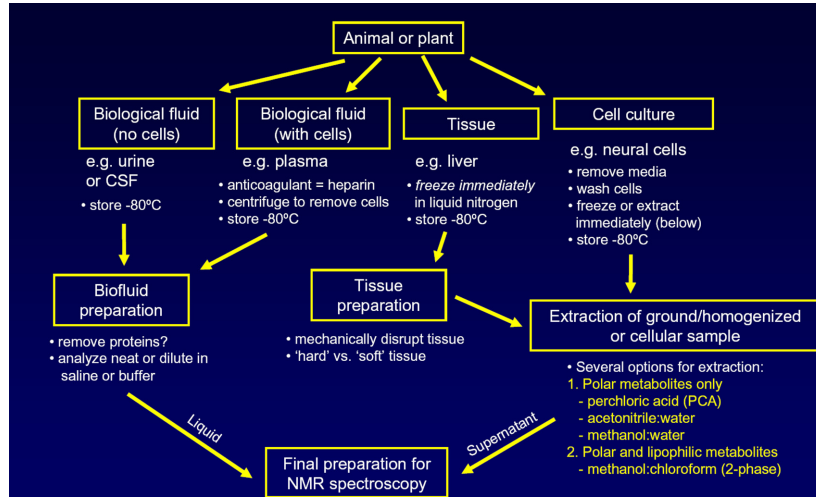 Animal or plant
Biological fluid
(no cells)
e.g. urine
or CSF
• store -80ºC
Biological fluid
(with cells)
e.g. plasma
• anticoagulant = heparin
• centrifuge to remove cells
• store -80ºC
Tissue
e.g. liver
• freeze immediately
in liquid nitrogen
• store -80ºC
Cell culture
e.g. neural cells
• remove media
• wash cells
• freeze or extract
immediately (below)
• store -80ºC
Biofluid
preparation
• remove proteins?
• analyze neat or dilute in
saline or buffer
Tissue
preparation
• mechanically disrupt tissue
• ‘hard’ vs. ‘soft’ tissue
Extraction of ground/homogenized
or cellular sample
• Several options for extraction:
1. Polar metabolites only
- perchloric acid (PCA)
- acetonitrile:water
- methanol:water
2. Polar and lipophilic metabolites
- methanol:chloroform (2-phase)
Liquid
Supernatant
Final preparation for
NMR spectroscopy